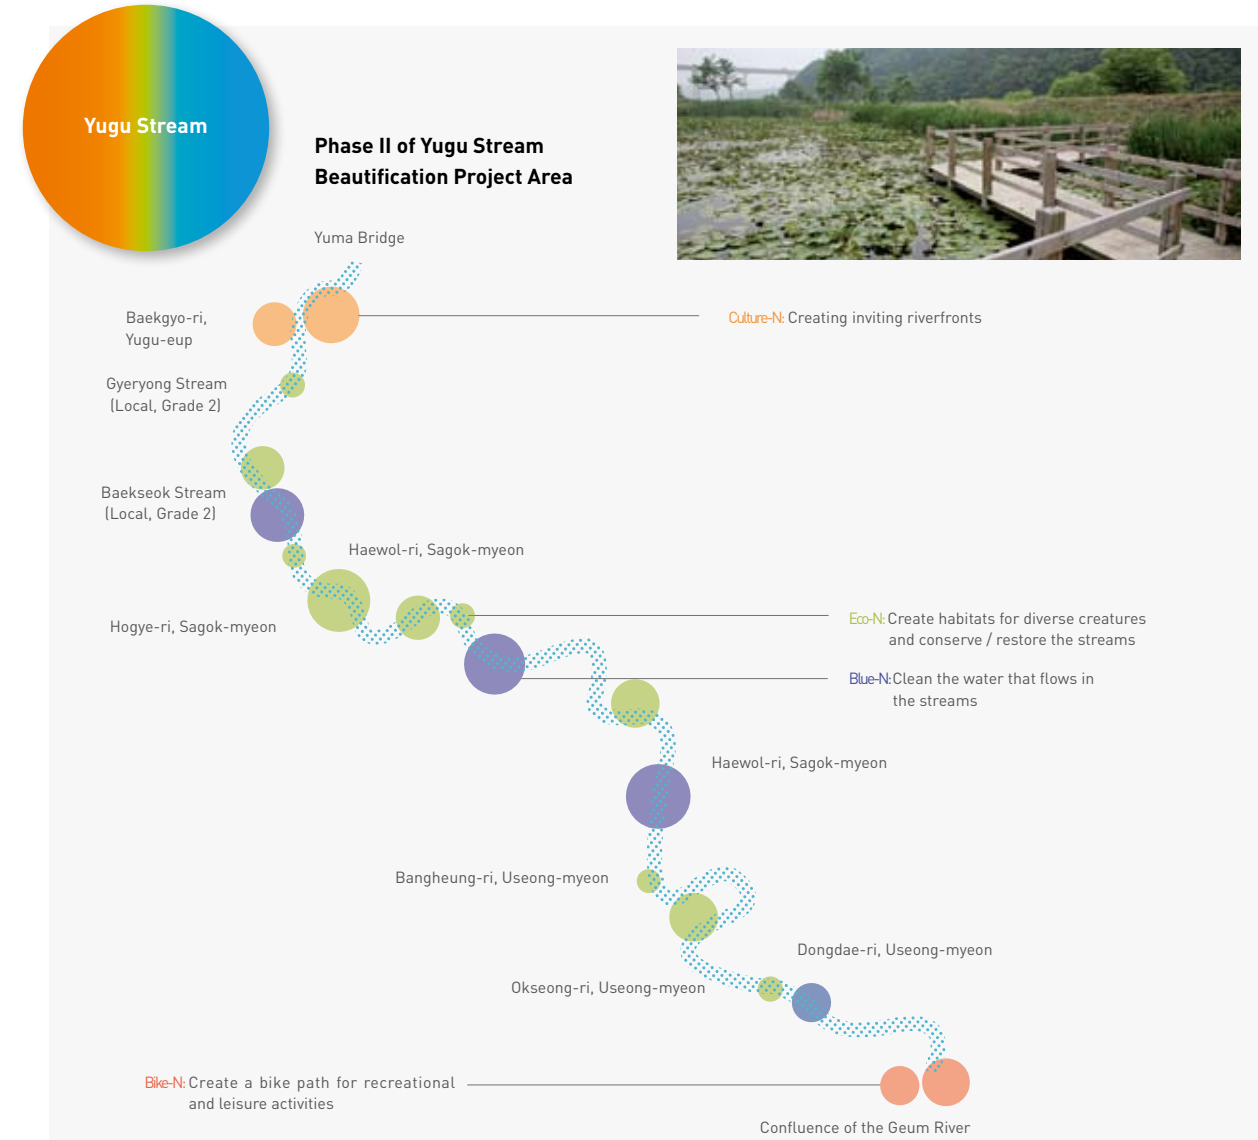 Yugu Stream
Phase II of Yugu Stream
Beautification Project Area
Yuma Bridge
Baekgyo-ri,
Yugu-eup
Culture-N: Creating inviting riverfronts
Gyeryong Stream
(Local, Grade 2)
Baekseok Stream
(Local, Grade 2)
Haewol-ri, Sagok-myeon
Hogye-ri, Sagok-myeon
Eco-N: Create habitats for diverse creatures
and conserve / restore the streams
Blue-N: Clean the water that flows in
the streams
Haewol-ri, Sagok-myeon
Bangheung-ri, Useong-myeon
Dongdae-ri, Useong-myeon
Okseong-ri, Useong-myeon
Bike-N: Create a bike path for recreational
and leisure activities
Confluence of the Geum River